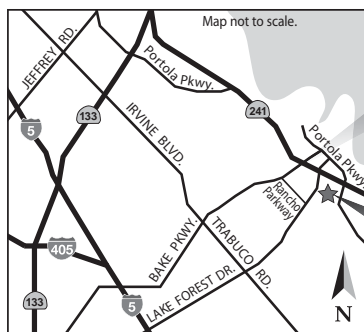 Map not to scale.
JEFFREY RD.
Portola Pkwy.
133
5
IRVINE BLVD.
241
Portola Pkwy
Rancho
Parkway
405
BAKE PKWY.
TRABUCO RD.
LAKE FOREST DR.
133
5
N